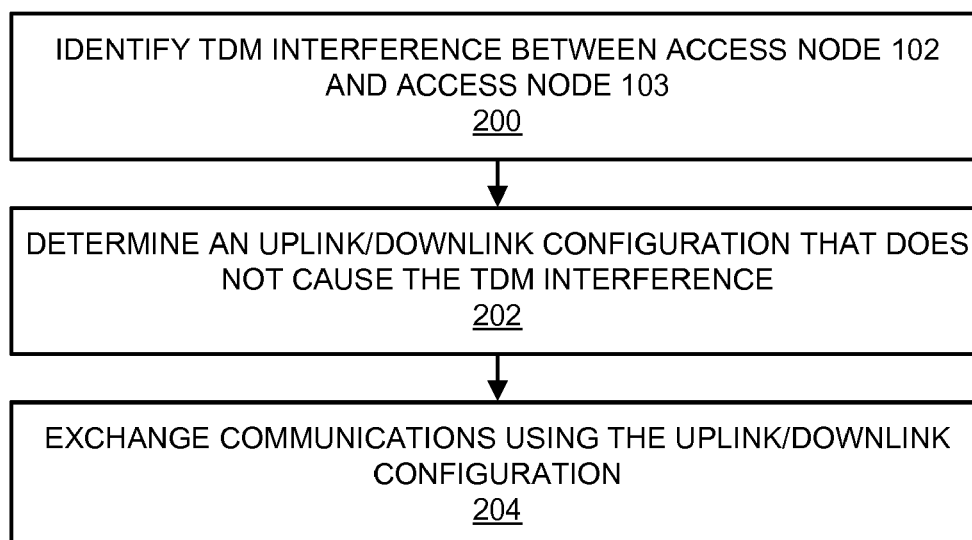 IDENTIFY TDM INTERFERENCE BETWEEN ACCESS NODE 102
AND ACCESS NODE 103
200
DETERMINE AN UPLINK/DOWNLINK CONFIGURATION THAT DOES
NOT CAUSE THE TDM INTERFERENCE
202
EXCHANGE COMMUNICATIONS USING THE UPLINK/DOWNLINK
CONFIGURATION
204